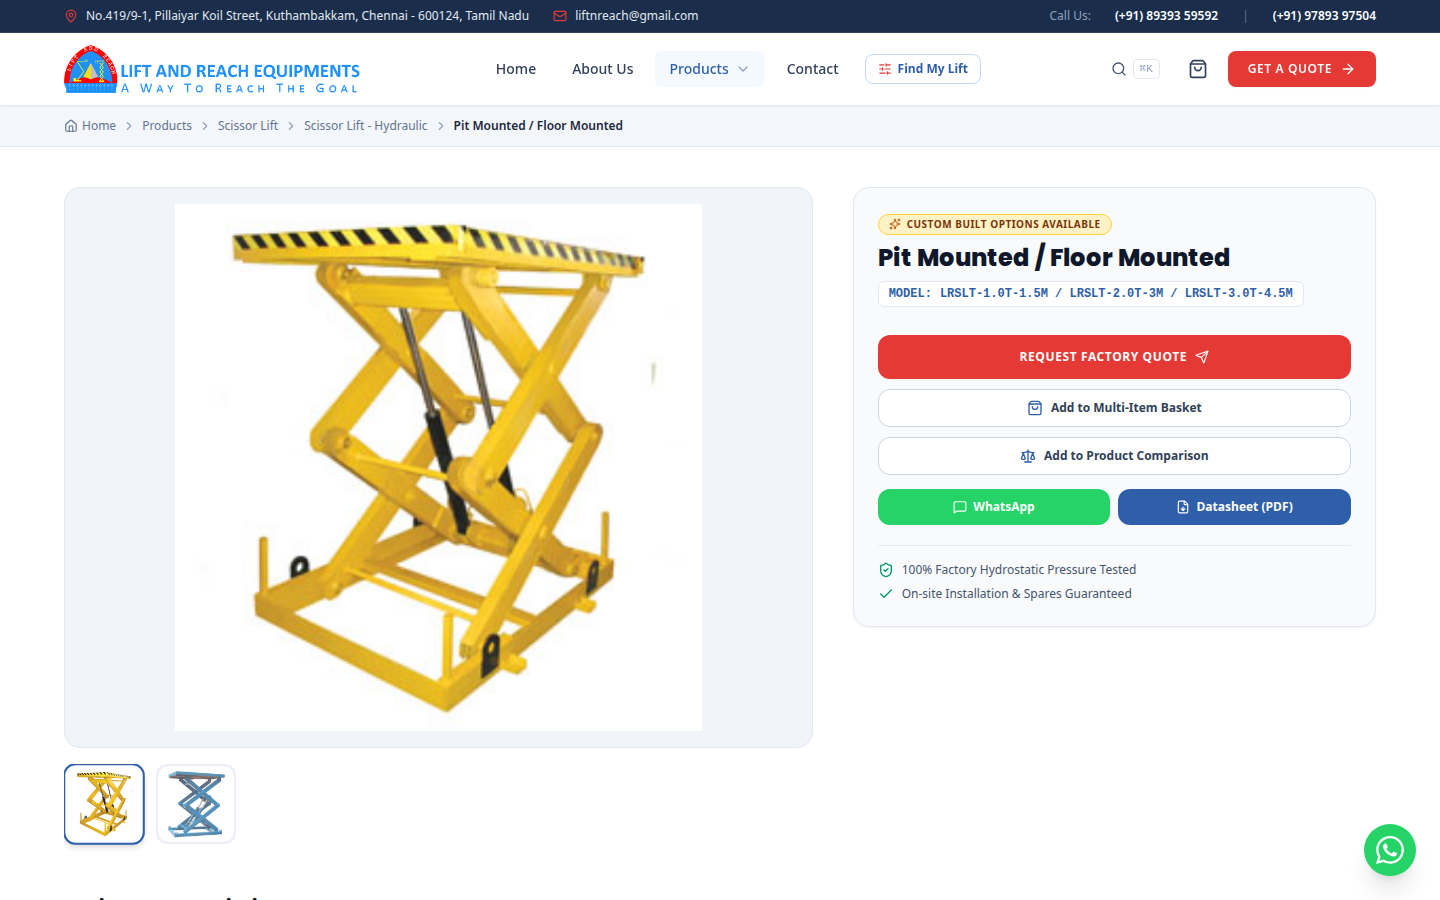 No.419/9-1, Pillaiyar Koil Street, Kuthambakkam, Chennai - 600124, Tamil Nadu
liftnreach@gmail.com
Call Us:
(+91) 89393 59592
|
(+91) 97893 97504
LIFT AND REACH EQUIPMENTS
A Way To Reach The Goal
Home
About Us
Products
Contact
Find My Lift
⌘K
GET A QUOTE
Home
Products
Scissor Lift
Scissor Lift - Hydraulic
Pit Mounted / Floor Mounted
CUSTOM BUILT OPTIONS AVAILABLE
Pit Mounted / Floor Mounted
MODEL: LRSLT-1.0T-1.5M / LRSLT-2.0T-3M / LRSLT-3.0T-4.5M
REQUEST FACTORY QUOTE
Add to Multi-Item Basket
Add to Product Comparison
WhatsApp
Datasheet (PDF)
100% Factory Hydrostatic Pressure Tested
On-site Installation & Spares Guaranteed